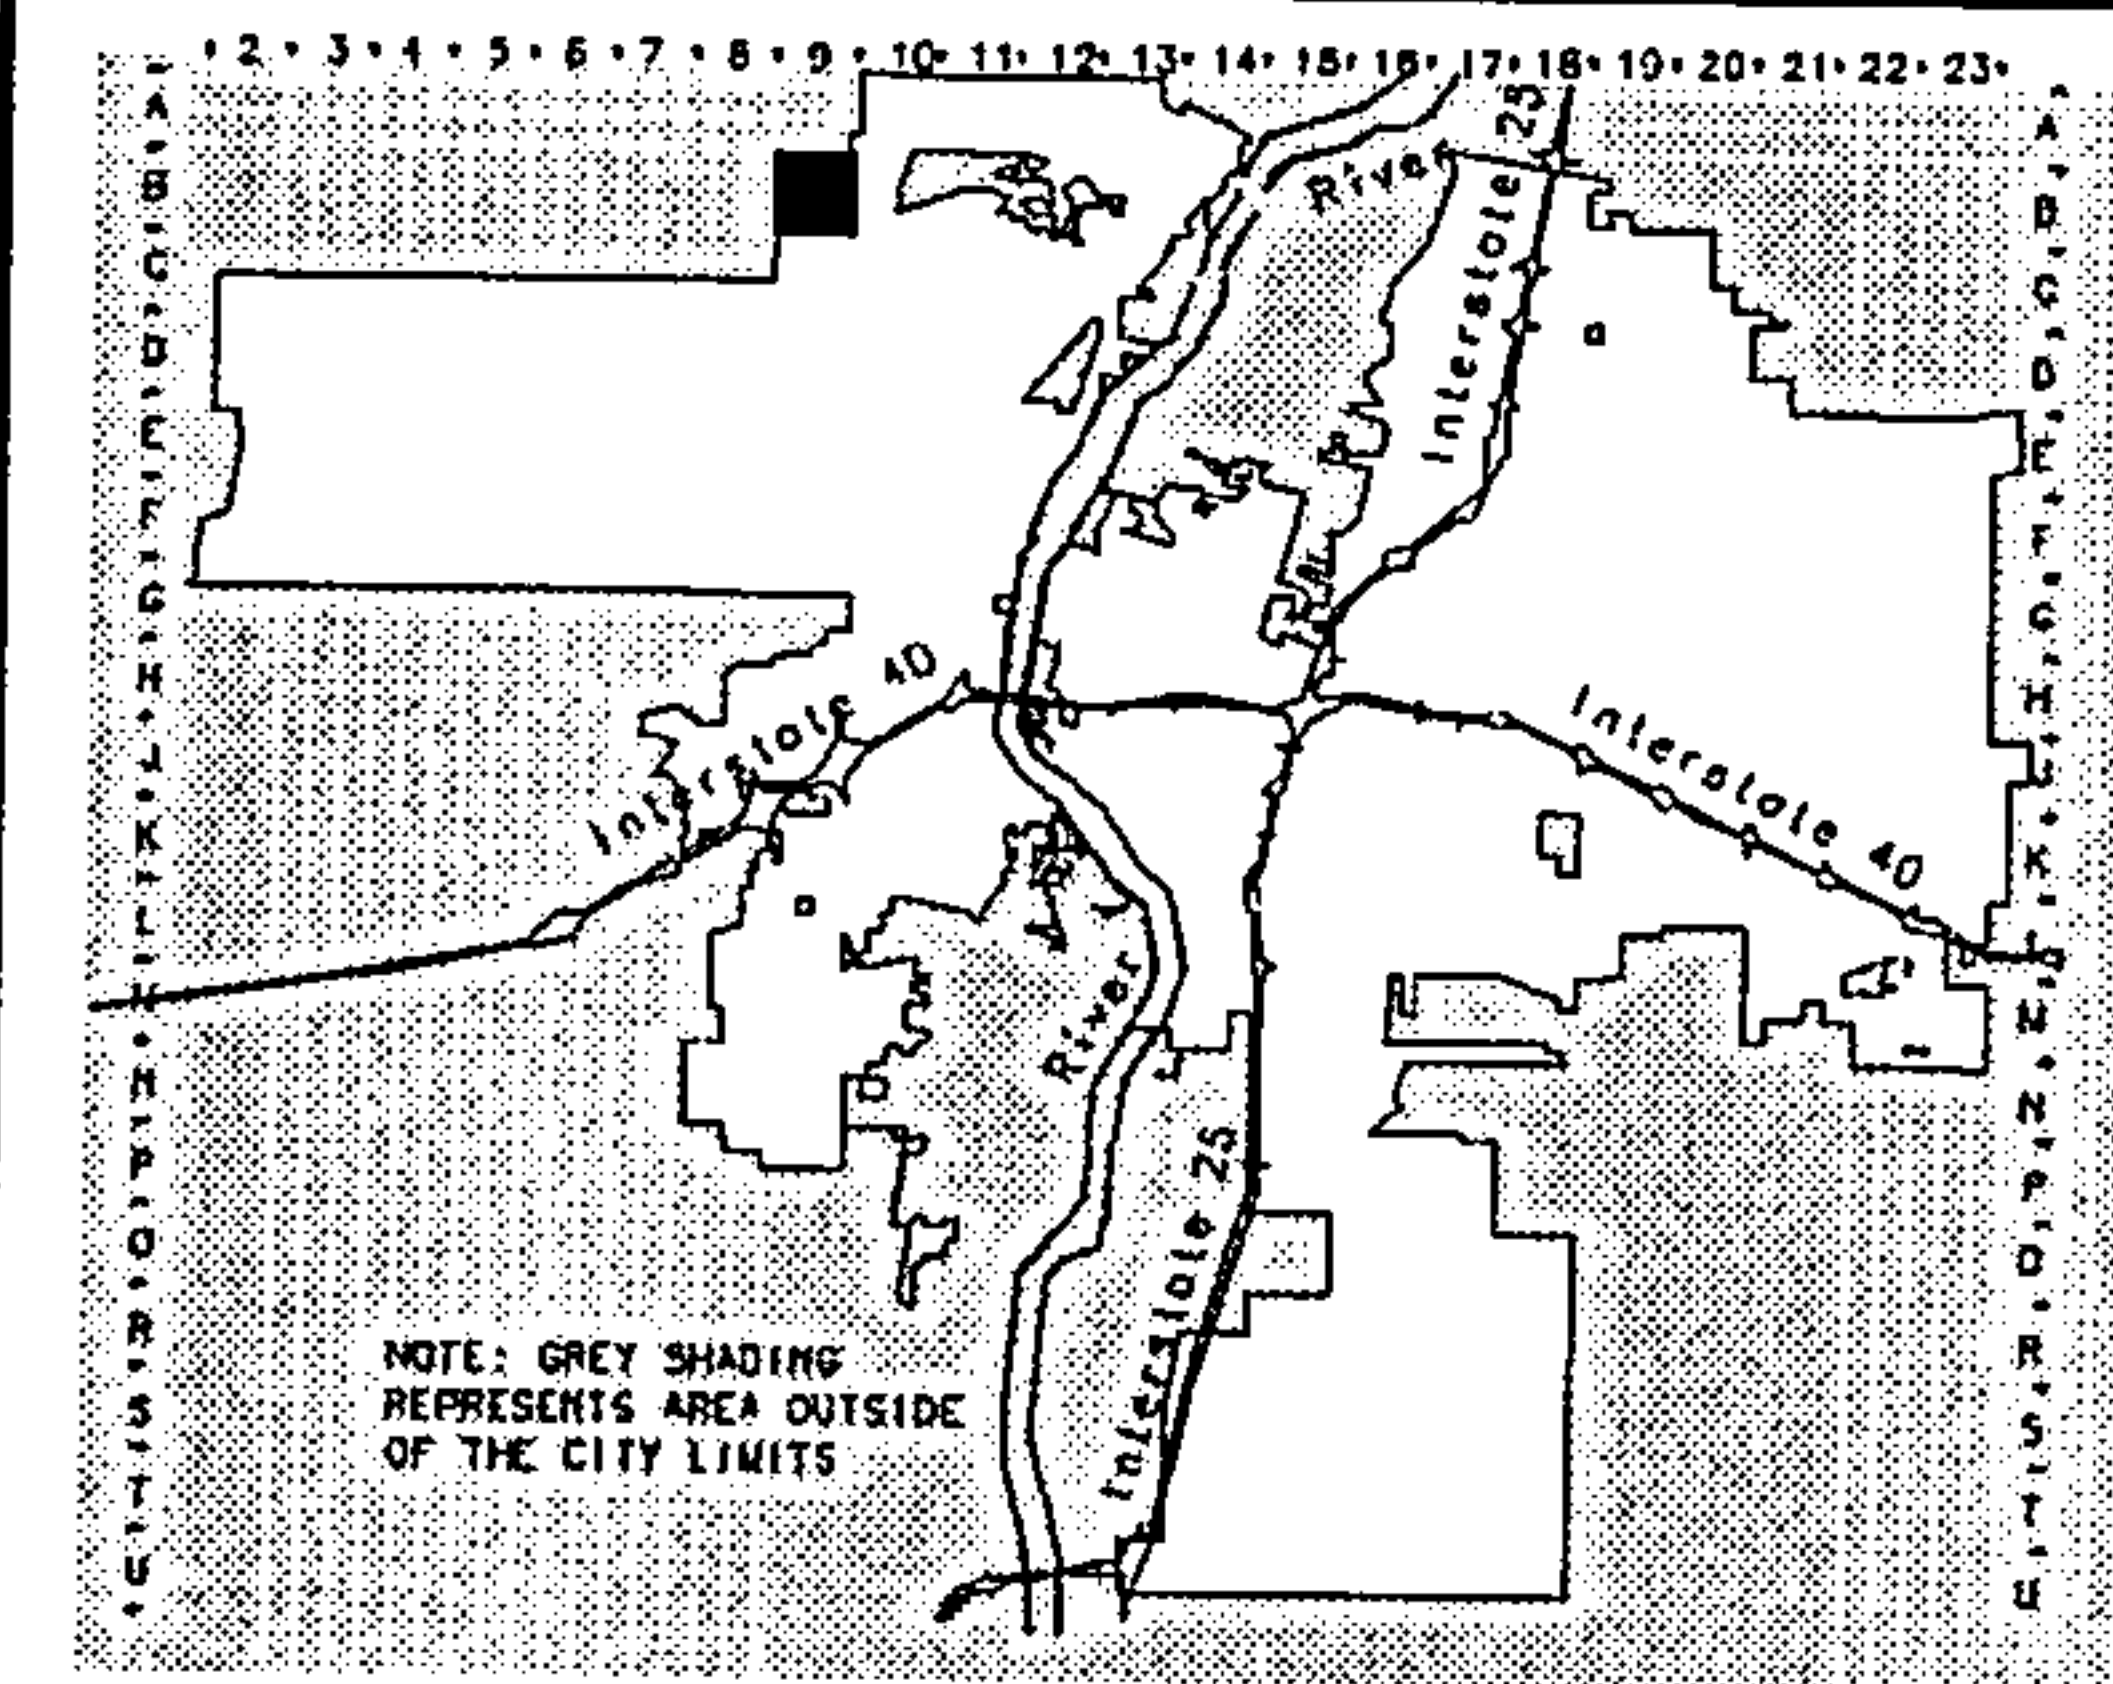 2 3 4 5 6 7 8 9 10 11 12 13 14 15 16 17 18 19 20 21 22 23
A
B
C
D
E
F
G
H
J
K
L
M
N
P
Q
R
S
T
U
A
B
C
D
E
F
G
H
J
K
L
M
N
P
Q
R
S
T
U
River
Interstate 25
Interstate 40
Interstate 40
River
Interstate 25
NOTE: GREY SHADING
REPRESENTS AREA OUTSIDE
OF THE CITY LIMITS